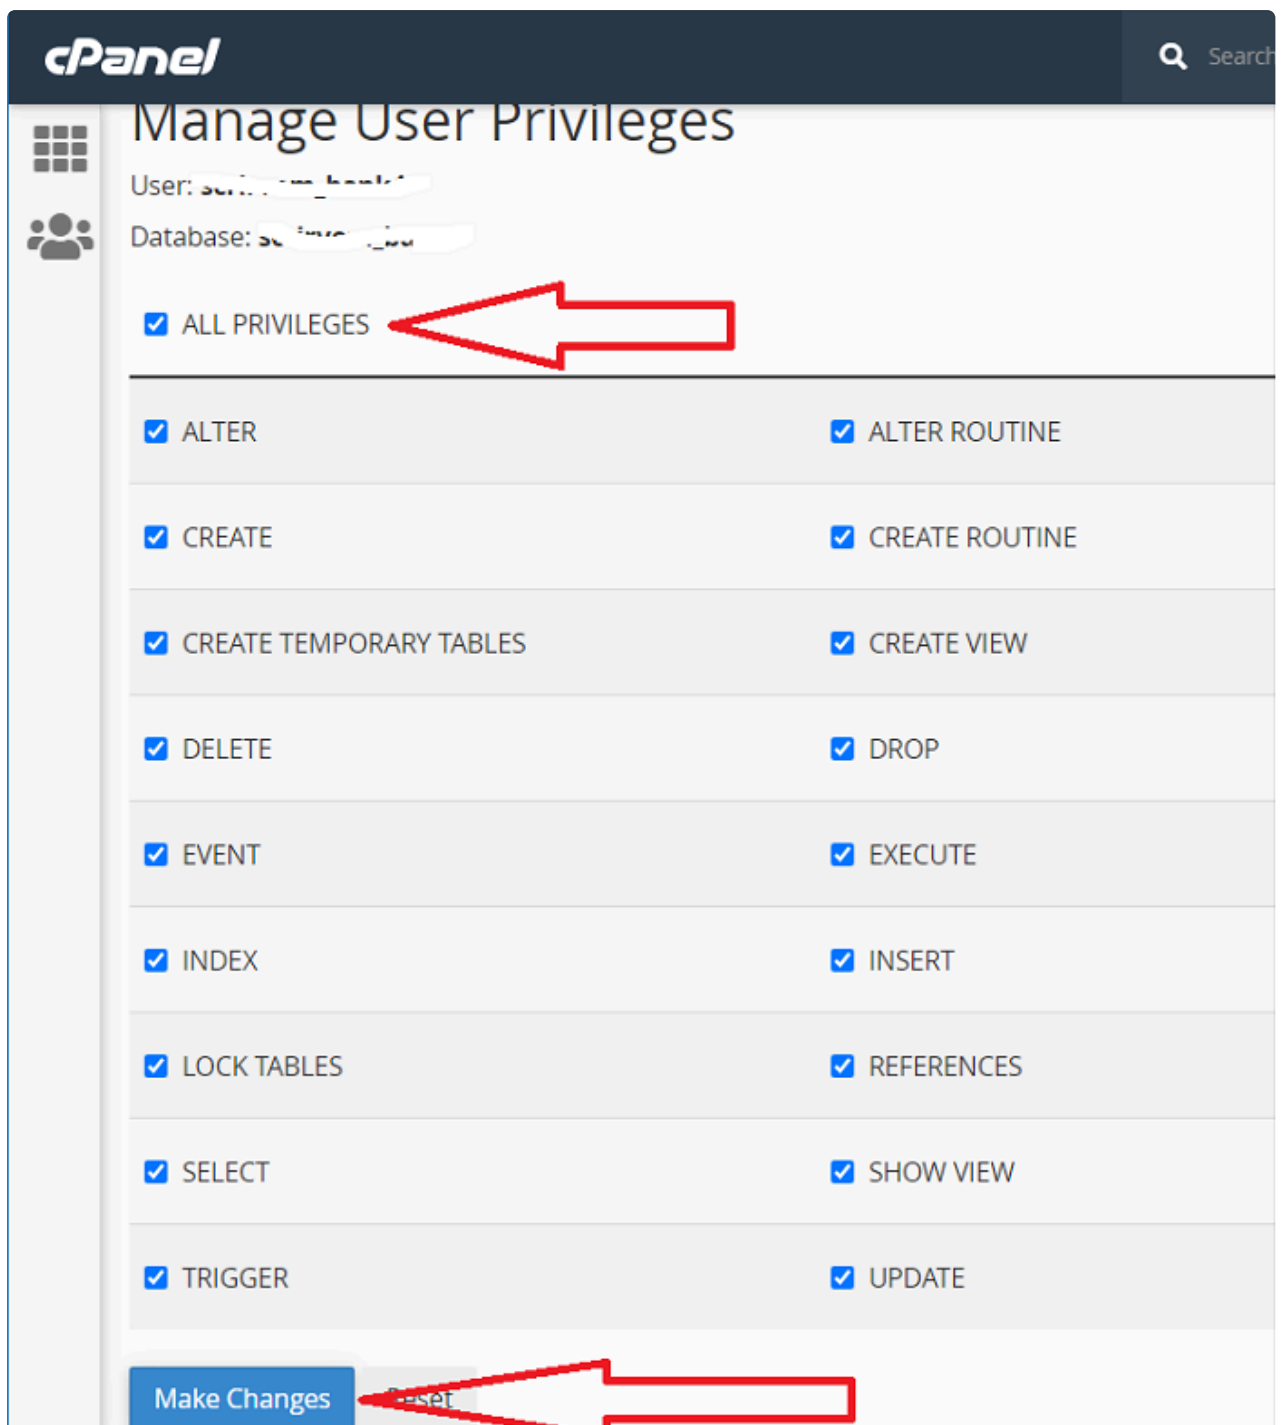 cPanel
Search
Manage User Privileges
User:
Database:
ALL PRIVILEGES
ALTER
ALTER ROUTINE
CREATE
CREATE ROUTINE
CREATE TEMPORARY TABLES
CREATE VIEW
DELETE
DROP
EVENT
EXECUTE
INDEX
INSERT
LOCK TABLES
REFERENCES
SELECT
SHOW VIEW
TRIGGER
UPDATE
Make Changes
Reset